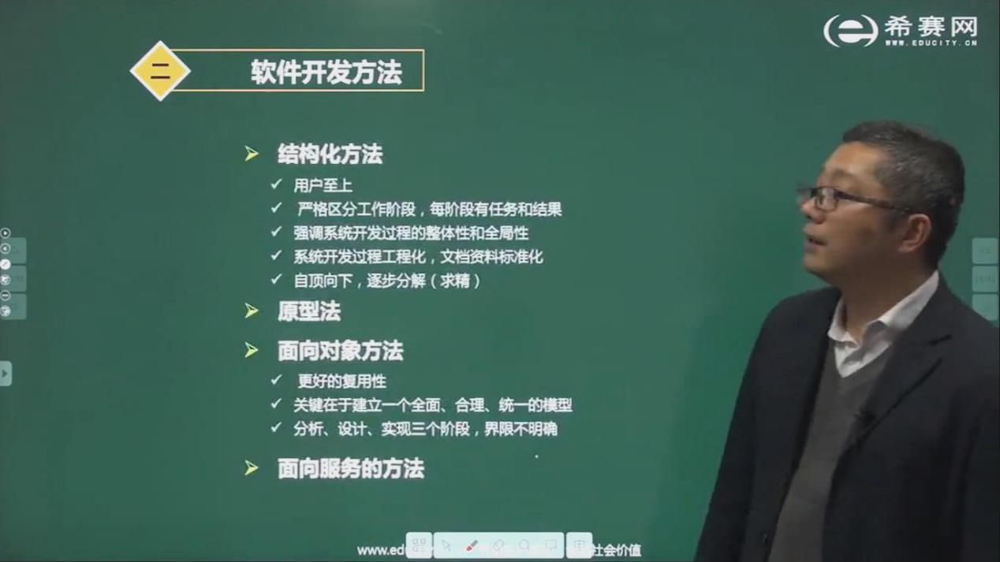 希赛网
WWW.EDUCITY.CN
二
软件开发方法
结构化方法
用户至上
严格区分工作阶段，每阶段有任务和结果
强调系统开发过程的整体性和全局性
系统开发过程工程化，文档资料标准化
自顶向下，逐步分解（求精）
原型法
面向对象方法
更好的复用性
关键在于建立一个全面、合理、统一的模型
分析、设计、实现三个阶段，界限不明确
面向服务的方法
社会价值